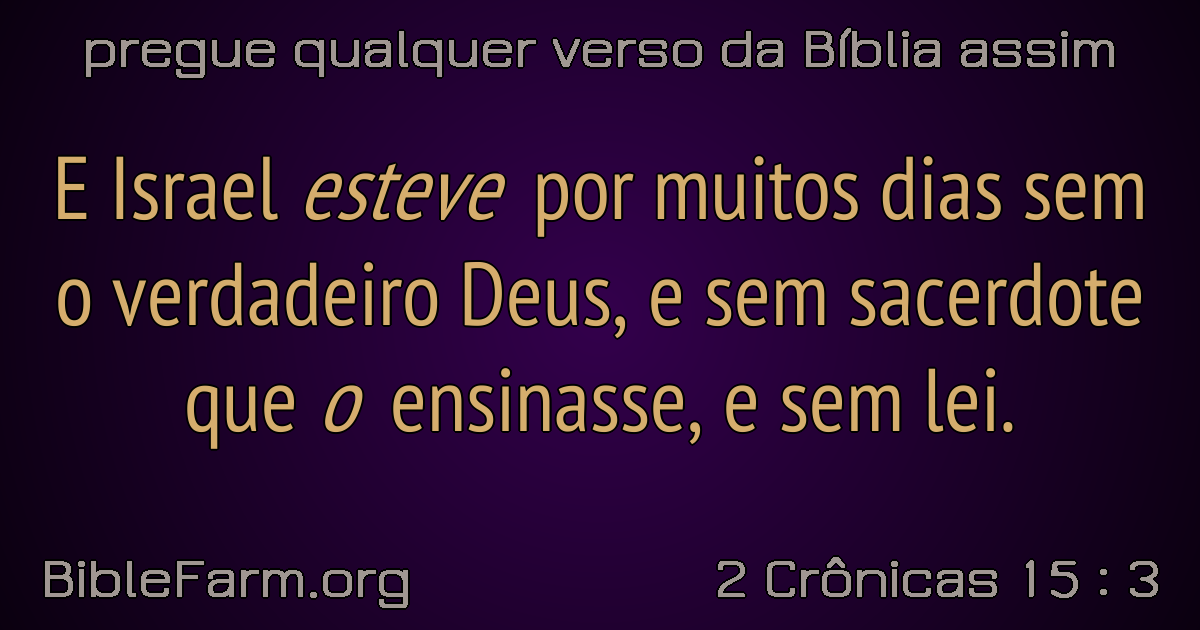 pregue qualquer verso da Bíblia assim
E Israel esteve por muitos dias sem
o verdadeiro Deus, e sem sacerdote
que o ensinasse, e sem lei.
BibleFarm.org
2 Crônicas 15 : 3